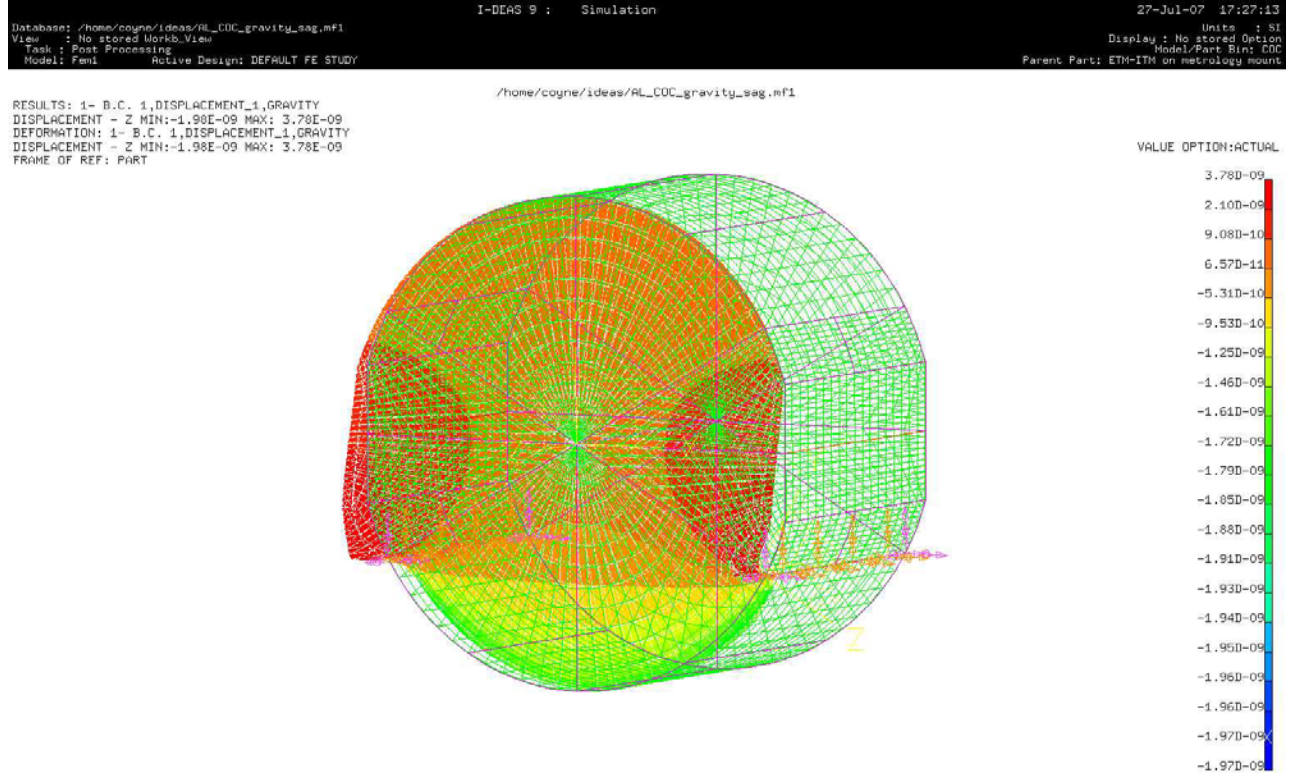 I-DEAS 9 : Simulation 27-Jul-07 17:27:13
Database: /home/coyne/ideas/AL_COC_gravity_sag.mf1 Units : SI
View : No stored Workb_View Display : No stored Option
Task : Post Processing Model/Part Bin: COC
Model: Fem1 Active Design: DEFAULT FE STUDY Parent Part: ETM-ITM on metrology mount
/home/coyne/ideas/AL_COC_gravity_sag.mf1
RESULTS: 1- B.C. 1,DISPLACEMENT_1,GRAVITY
DISPLACEMENT - Z MIN:-1.98E-09 MAX: 3.78E-09
DEFORMATION: 1- B.C. 1,DISPLACEMENT_1,GRAVITY
DISPLACEMENT - Z MIN:-1.98E-09 MAX: 3.78E-09
FRAME OF REF: PART
VALUE OPTION:ACTUAL
3.78D-09
2.10D-09
9.08D-10
6.57D-11
-5.31D-10
-9.53D-10
-1.25D-09
-1.46D-09
-1.61D-09
-1.72D-09
-1.79D-09
-1.85D-09
-1.88D-09
-1.91D-09
-1.93D-09
-1.94D-09
-1.95D-09
-1.96D-09
-1.96D-09
-1.97D-09
-1.97D-09
Z
X